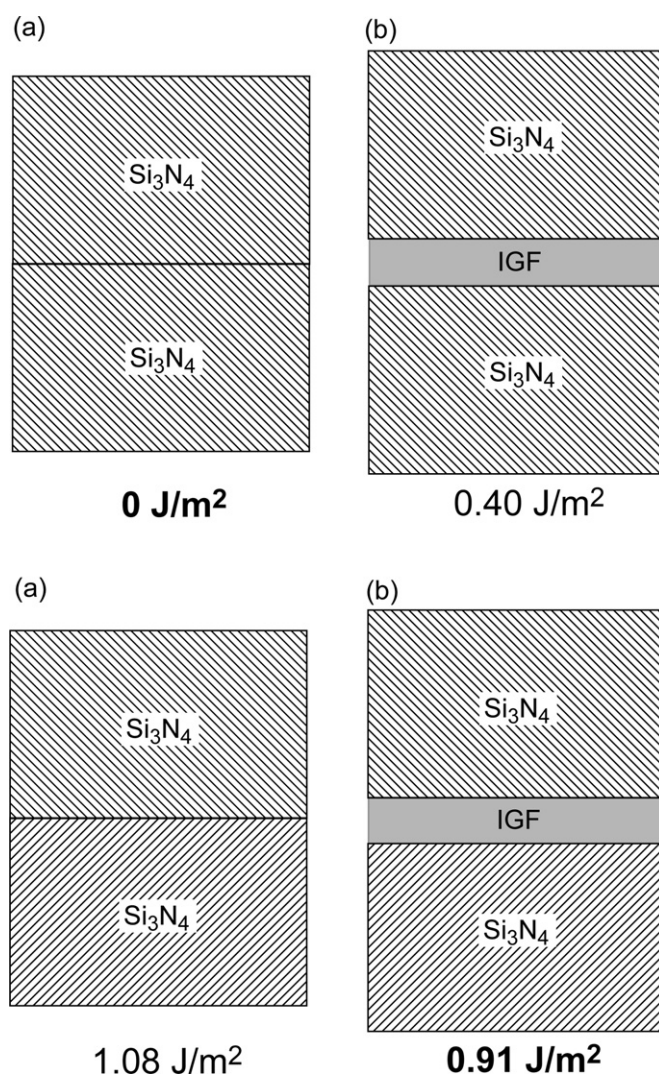 (a)
(b)
Si₃N₄
Si₃N₄
IGF
Si₃N₄
Si₃N₄
0 J/m²
0.40 J/m²
(a)
(b)
Si₃N₄
Si₃N₄
IGF
Si₃N₄
Si₃N₄
1.08 J/m²
0.91 J/m²